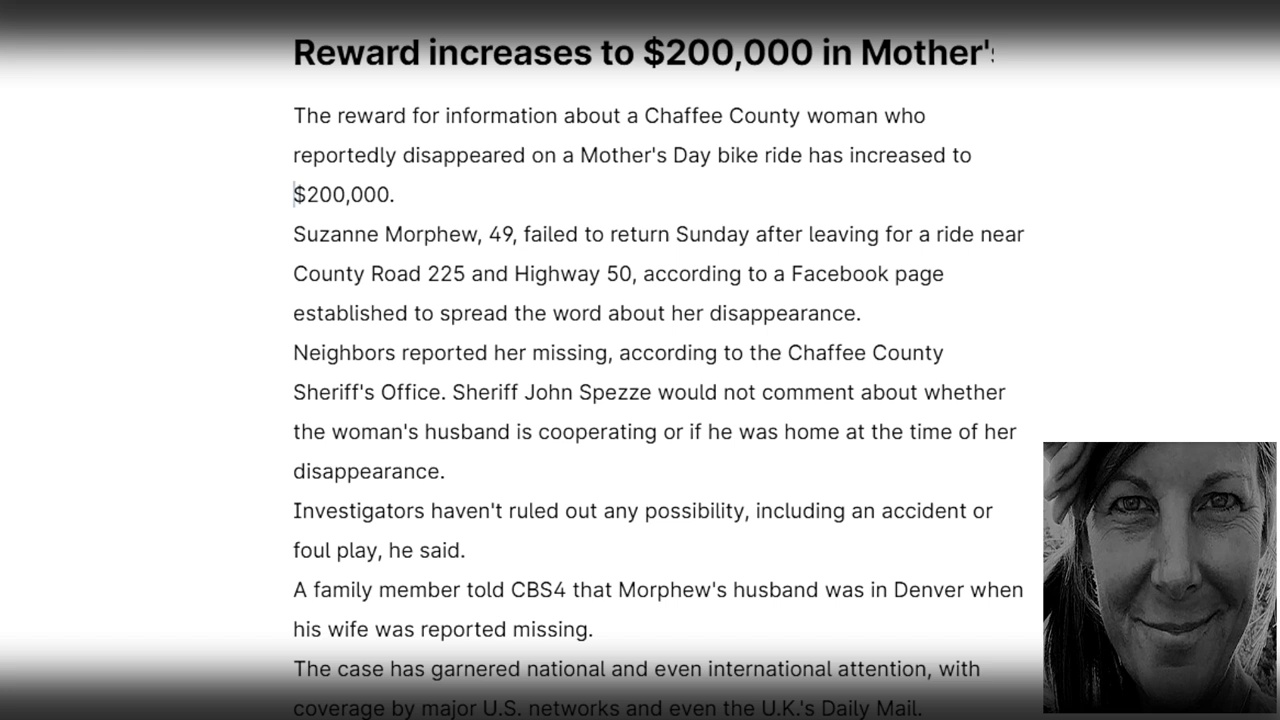 Reward increases to $200,000 in Mother's
The reward for information about a Chaffee County woman who
reportedly disappeared on a Mother's Day bike ride has increased to
$200,000.
Suzanne Morphew, 49, failed to return Sunday after leaving for a ride near
County Road 225 and Highway 50, according to a Facebook page
established to spread the word about her disappearance.
Neighbors reported her missing, according to the Chaffee County
Sheriff's Office. Sheriff John Spezze would not comment about whether
the woman's husband is cooperating or if he was home at the time of her
disappearance.
Investigators haven't ruled out any possibility, including an accident or
foul play, he said.
A family member told CBS4 that Morphew's husband was in Denver when
his wife was reported missing.
The case has garnered national and even international attention, with
coverage by major U.S. networks and even the U.K.'s Daily Mail.